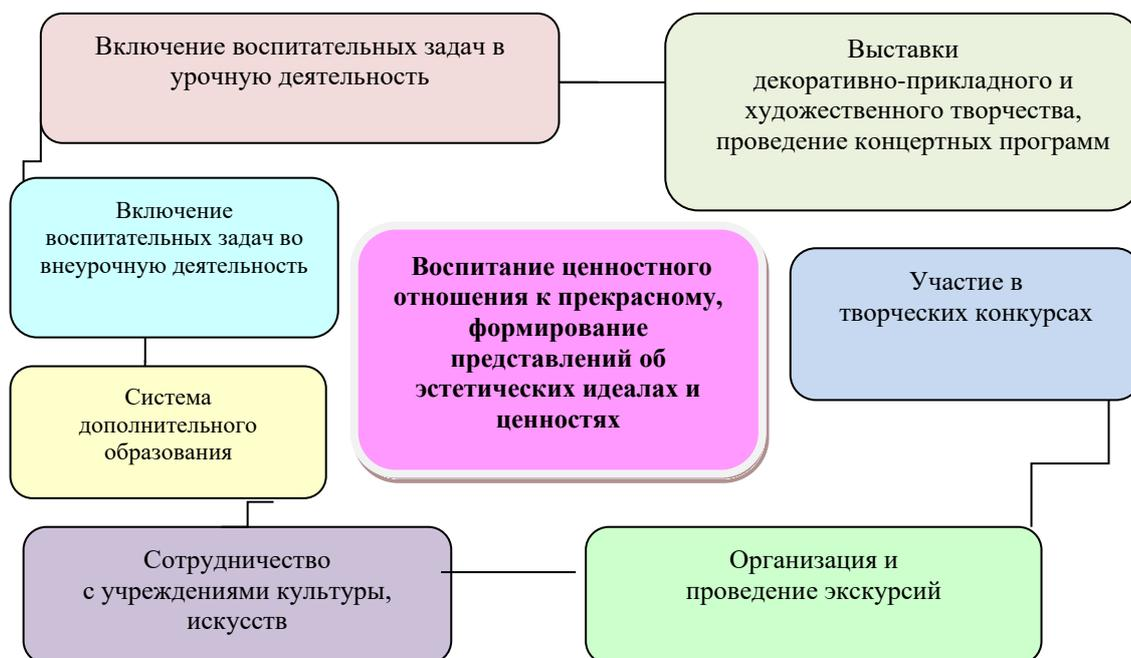 Включение воспитательных задач в
урочную деятельность
Выставки
декоративно-прикладного и
художественного творчества,
проведение концертных программ
Включение
воспитательных задач во
внеурочную деятельность
Воспитание ценностного
отношения к прекрасному,
формирование
представлений об
эстетических идеалах и
ценностях
Участие в
творческих конкурсах
Система
дополнительного
образования
Сотрудничество
с учреждениями культуры,
искусств
Организация и
проведение экскурсий